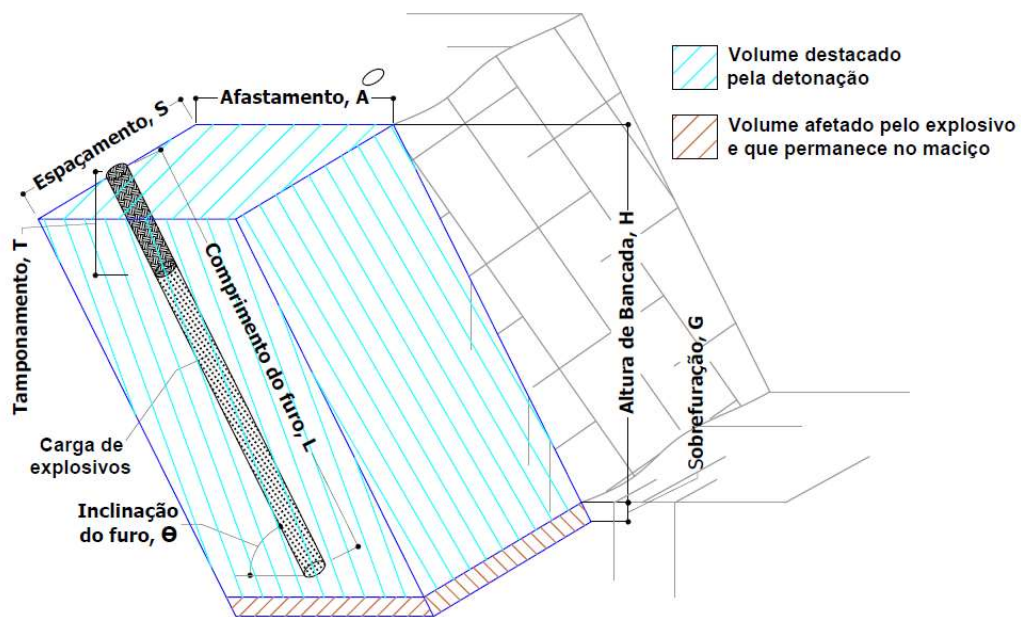 Volume destacado
pela detonação
Volume afetado pelo explosivo
e que permanece no maciço
Afastamento, A
Espaçamento, S
Tamponamento, T
Comprimento do furo, L
Altura de Bancada, H
Sobrefuração, G
Carga de
explosivos
Inclinação
do furo, Ɵ